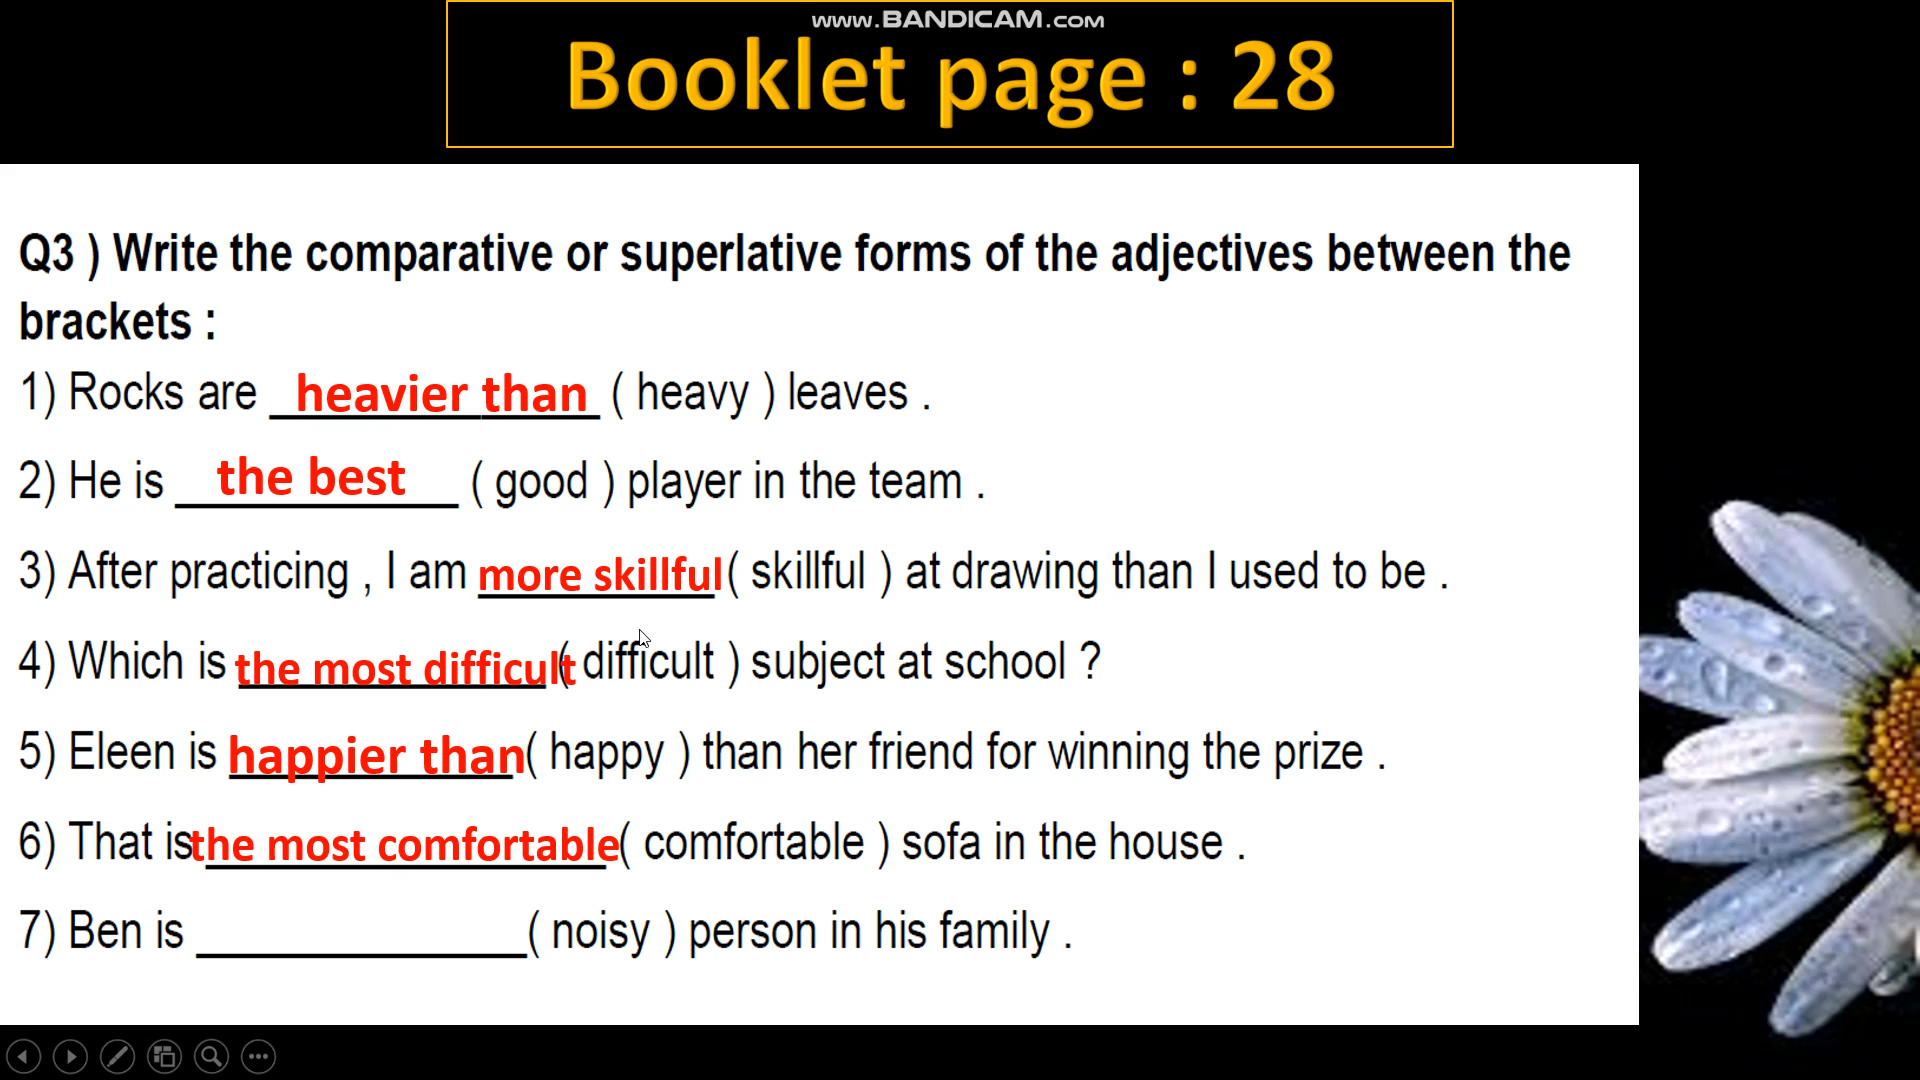 www.BANDICAM.com
Booklet page : 28
Q3 ) Write the comparative or superlative forms of the adjectives between the
brackets :
1) Rocks are heavier than ( heavy ) leaves .
2) He is the best ( good ) player in the team .
3) After practicing , I am more skillful ( skillful ) at drawing than I used to be .
4) Which is the most difficult ( difficult ) subject at school ?
5) Eleen is happier than ( happy ) than her friend for winning the prize .
6) That is the most comfortable ( comfortable ) sofa in the house .
7) Ben is ______________( noisy ) person in his family .